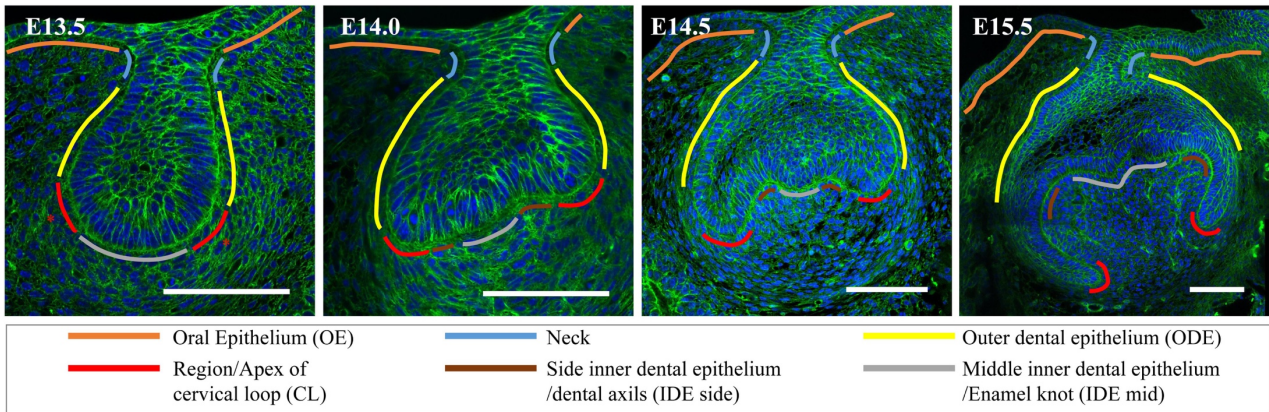 E13.5
E14.0
E14.5
E15.5
Oral Epithelium (OE)
Neck
Outer dental epithelium (ODE)
Region/Apex of
cervical loop (CL)
Side inner dental epithelium
/dental axils (IDE side)
Middle inner dental epithelium
/Enamel knot (IDE mid)